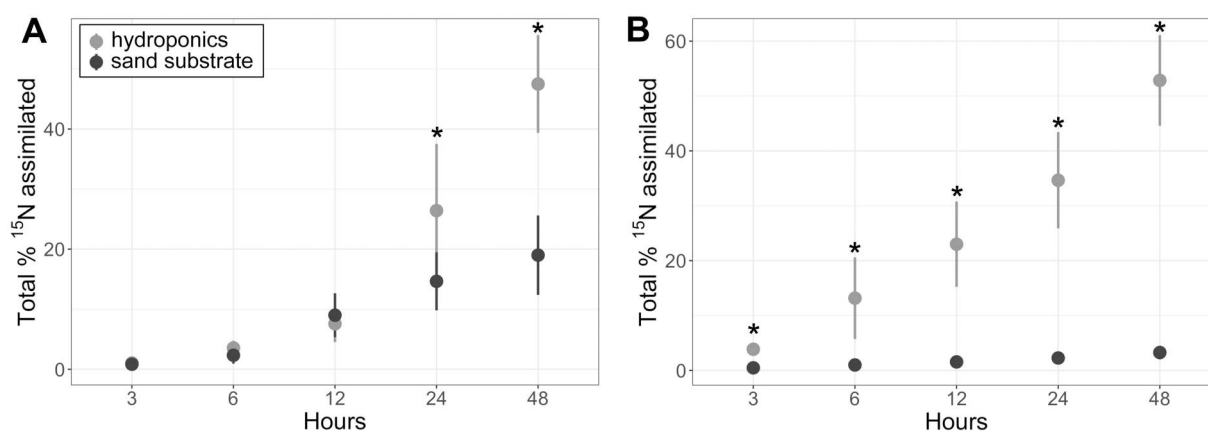 A
hydroponics
sand substrate
Total % ¹⁵N assimilated
40
20
0
* *
3 6 12 24 48
Hours
B
Total % ¹⁵N assimilated
60
40
20
0
* * * * *
3 6 12 24 48
Hours